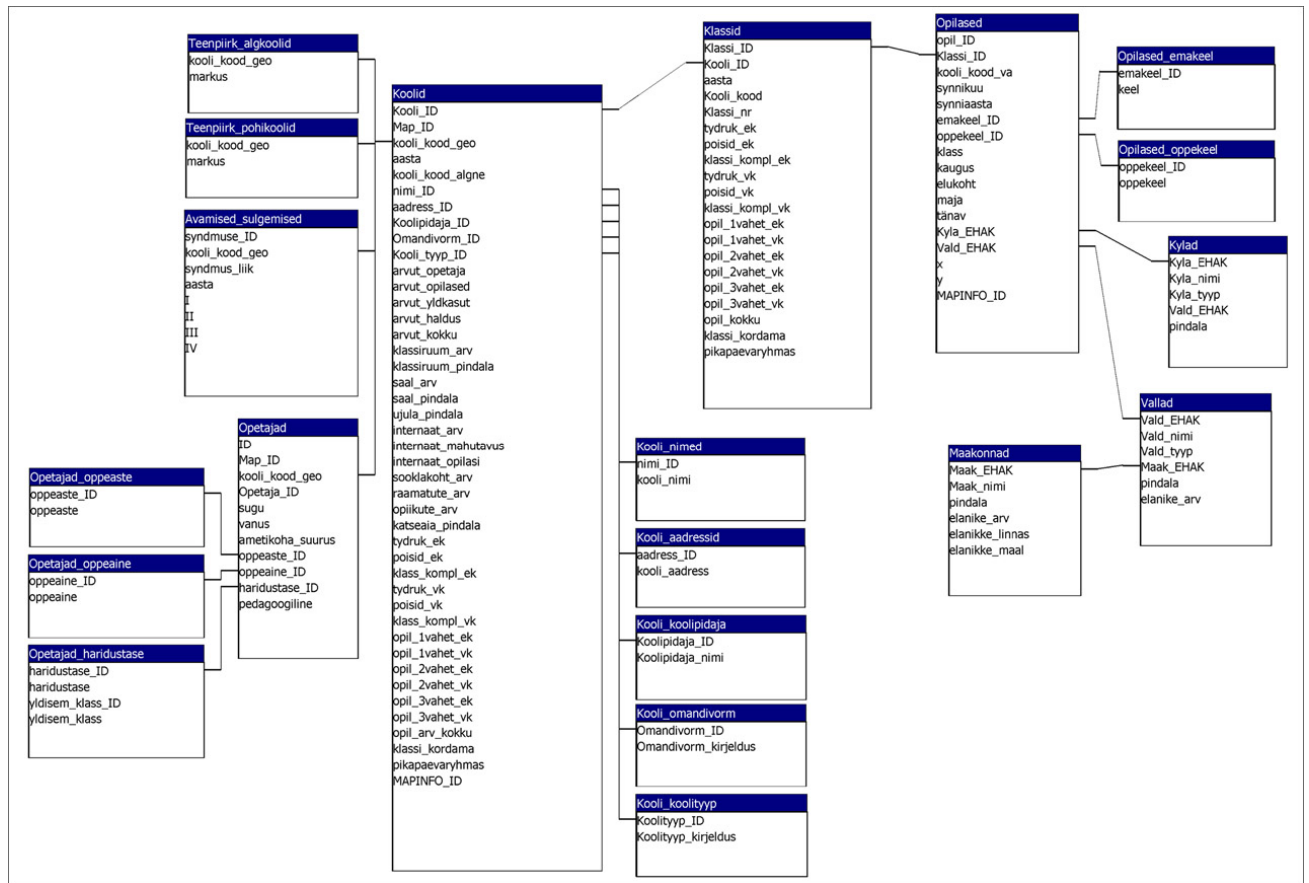 Teenpiirk_algkoolid
kooli_kood_geo
markus
Teenpiirk_pohikoolid
kooli_kood_geo
markus
Avamised_sulgemised
syndmuse_ID
kooli_kood_geo
syndmus_liik
aasta
I
II
III
IV
Opetajad
ID
Map_ID
kooli_kood_geo
Opetaja_ID
sugu
vanus
ametikoha_suurus
oppeaste_ID
oppeaine_ID
haridustase_ID
pedagoogiline
Opetajad_oppeaste
oppeaste_ID
oppeaste
Opetajad_oppeaine
oppeaine_ID
oppeaine
Opetajad_haridustase
haridustase_ID
haridustase
yldisem_klass_ID
yldisem_klass
Koolid
Kooli_ID
Map_ID
kooli_kood_geo
aasta
kooli_kood_algne
nimi_ID
aadress_ID
Koolipidaja_ID
Omandivorm_ID
Kooli_tyyp_ID
arvut_opetaja
arvut_opilased
arvut_yldkasut
arvut_haldus
arvut_kokku
klassiruum_arv
klassiruum_pindala
saal_arv
saal_pindala
ujula_pindala
internaat_arv
internaat_mahutavus
internaat_opilasi
sooklakoht_arv
raamatute_arv
opiikute_arv
katseaia_pindala
tydruk_ek
poisid_ek
klass_kompl_ek
tydruk_vk
poisid_vk
klass_kompl_vk
opil_1vahet_ek
opil_1vahet_vk
opil_2vahet_ek
opil_2vahet_vk
opil_3vahet_ek
opil_3vahet_vk
opil_arv_kokku
klassi_kordama
pikapaevaryhmas
MAPINFO_ID
Klassid
Klassi_ID
Kooli_ID
aasta
Kooli_kood
Klassi_nr
tydruk_ek
poisid_ek
klassi_kompl_ek
tydruk_vk
poisid_vk
klassi_kompl_vk
opil_1vahet_ek
opil_1vahet_vk
opil_2vahet_ek
opil_2vahet_vk
opil_3vahet_ek
opil_3vahet_vk
opil_kokku
klassi_kordama
pikapaevaryhmas
Kooli_nimed
nimi_ID
kooli_nimi
Kooli_aadressid
aadress_ID
kooli_aadress
Kooli_koolipidaja
Koolipidaja_ID
Koolipidaja_nimi
Kooli_omandivorm
Omandivorm_ID
Omandivorm_kirjeldus
Kooli_koolityyp
Koolityyp_ID
Koolityyp_kirjeldus
Opilased
opil_ID
Klassi_ID
kooli_kood_va
synnikuu
synniaasta
emakeel_ID
oppekeel_ID
klass
kaugus
elukoht
maja
tänav
Kyla_EHAK
Vald_EHAK
x
y
MAPINFO_ID
Opilased_emakeel
emakeel_ID
keel
Opilased_oppekeel
oppekeel_ID
oppekeel
Kylad
Kyla_EHAK
Kyla_nimi
Kyla_tyyp
Vald_EHAK
pindala
Vallad
Vald_EHAK
Vald_nimi
Vald_tyyp
Maak_EHAK
pindala
elanike_arv
Maakonnad
Maak_EHAK
Maak_nimi
pindala
elanike_arv
elanikke_linnas
elanikke_maal